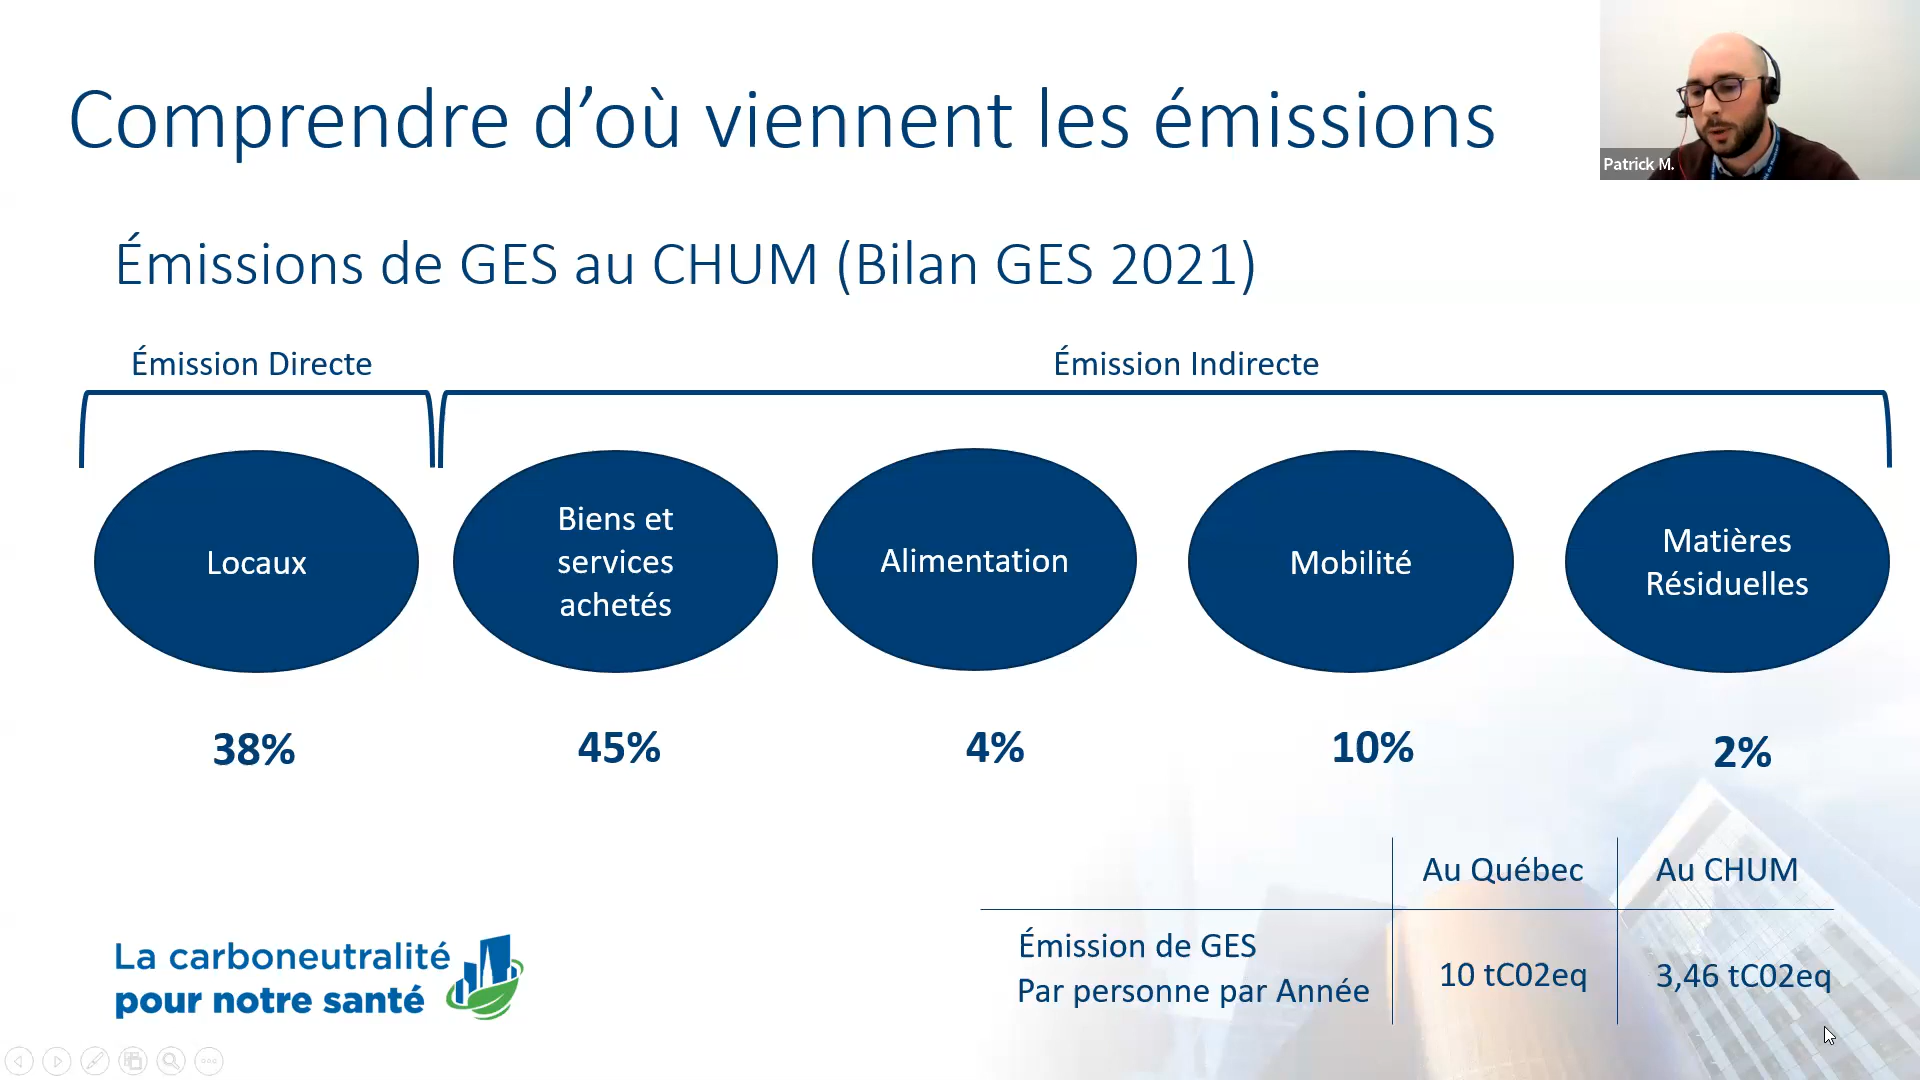 Comprendre d’où viennent les émissions
Patrick M.
Émissions de GES au CHUM (Bilan GES 2021)
Émission Directe
Émission Indirecte
Locaux
Biens et
services
achetés
Alimentation
Mobilité
Matières
Résiduelles
38%
45%
4%
10%
2%
Au Québec
Au CHUM
Émission de GES
Par personne par Année
10 tC02eq
3,46 tC02eq
La carboneutralité
pour notre santé